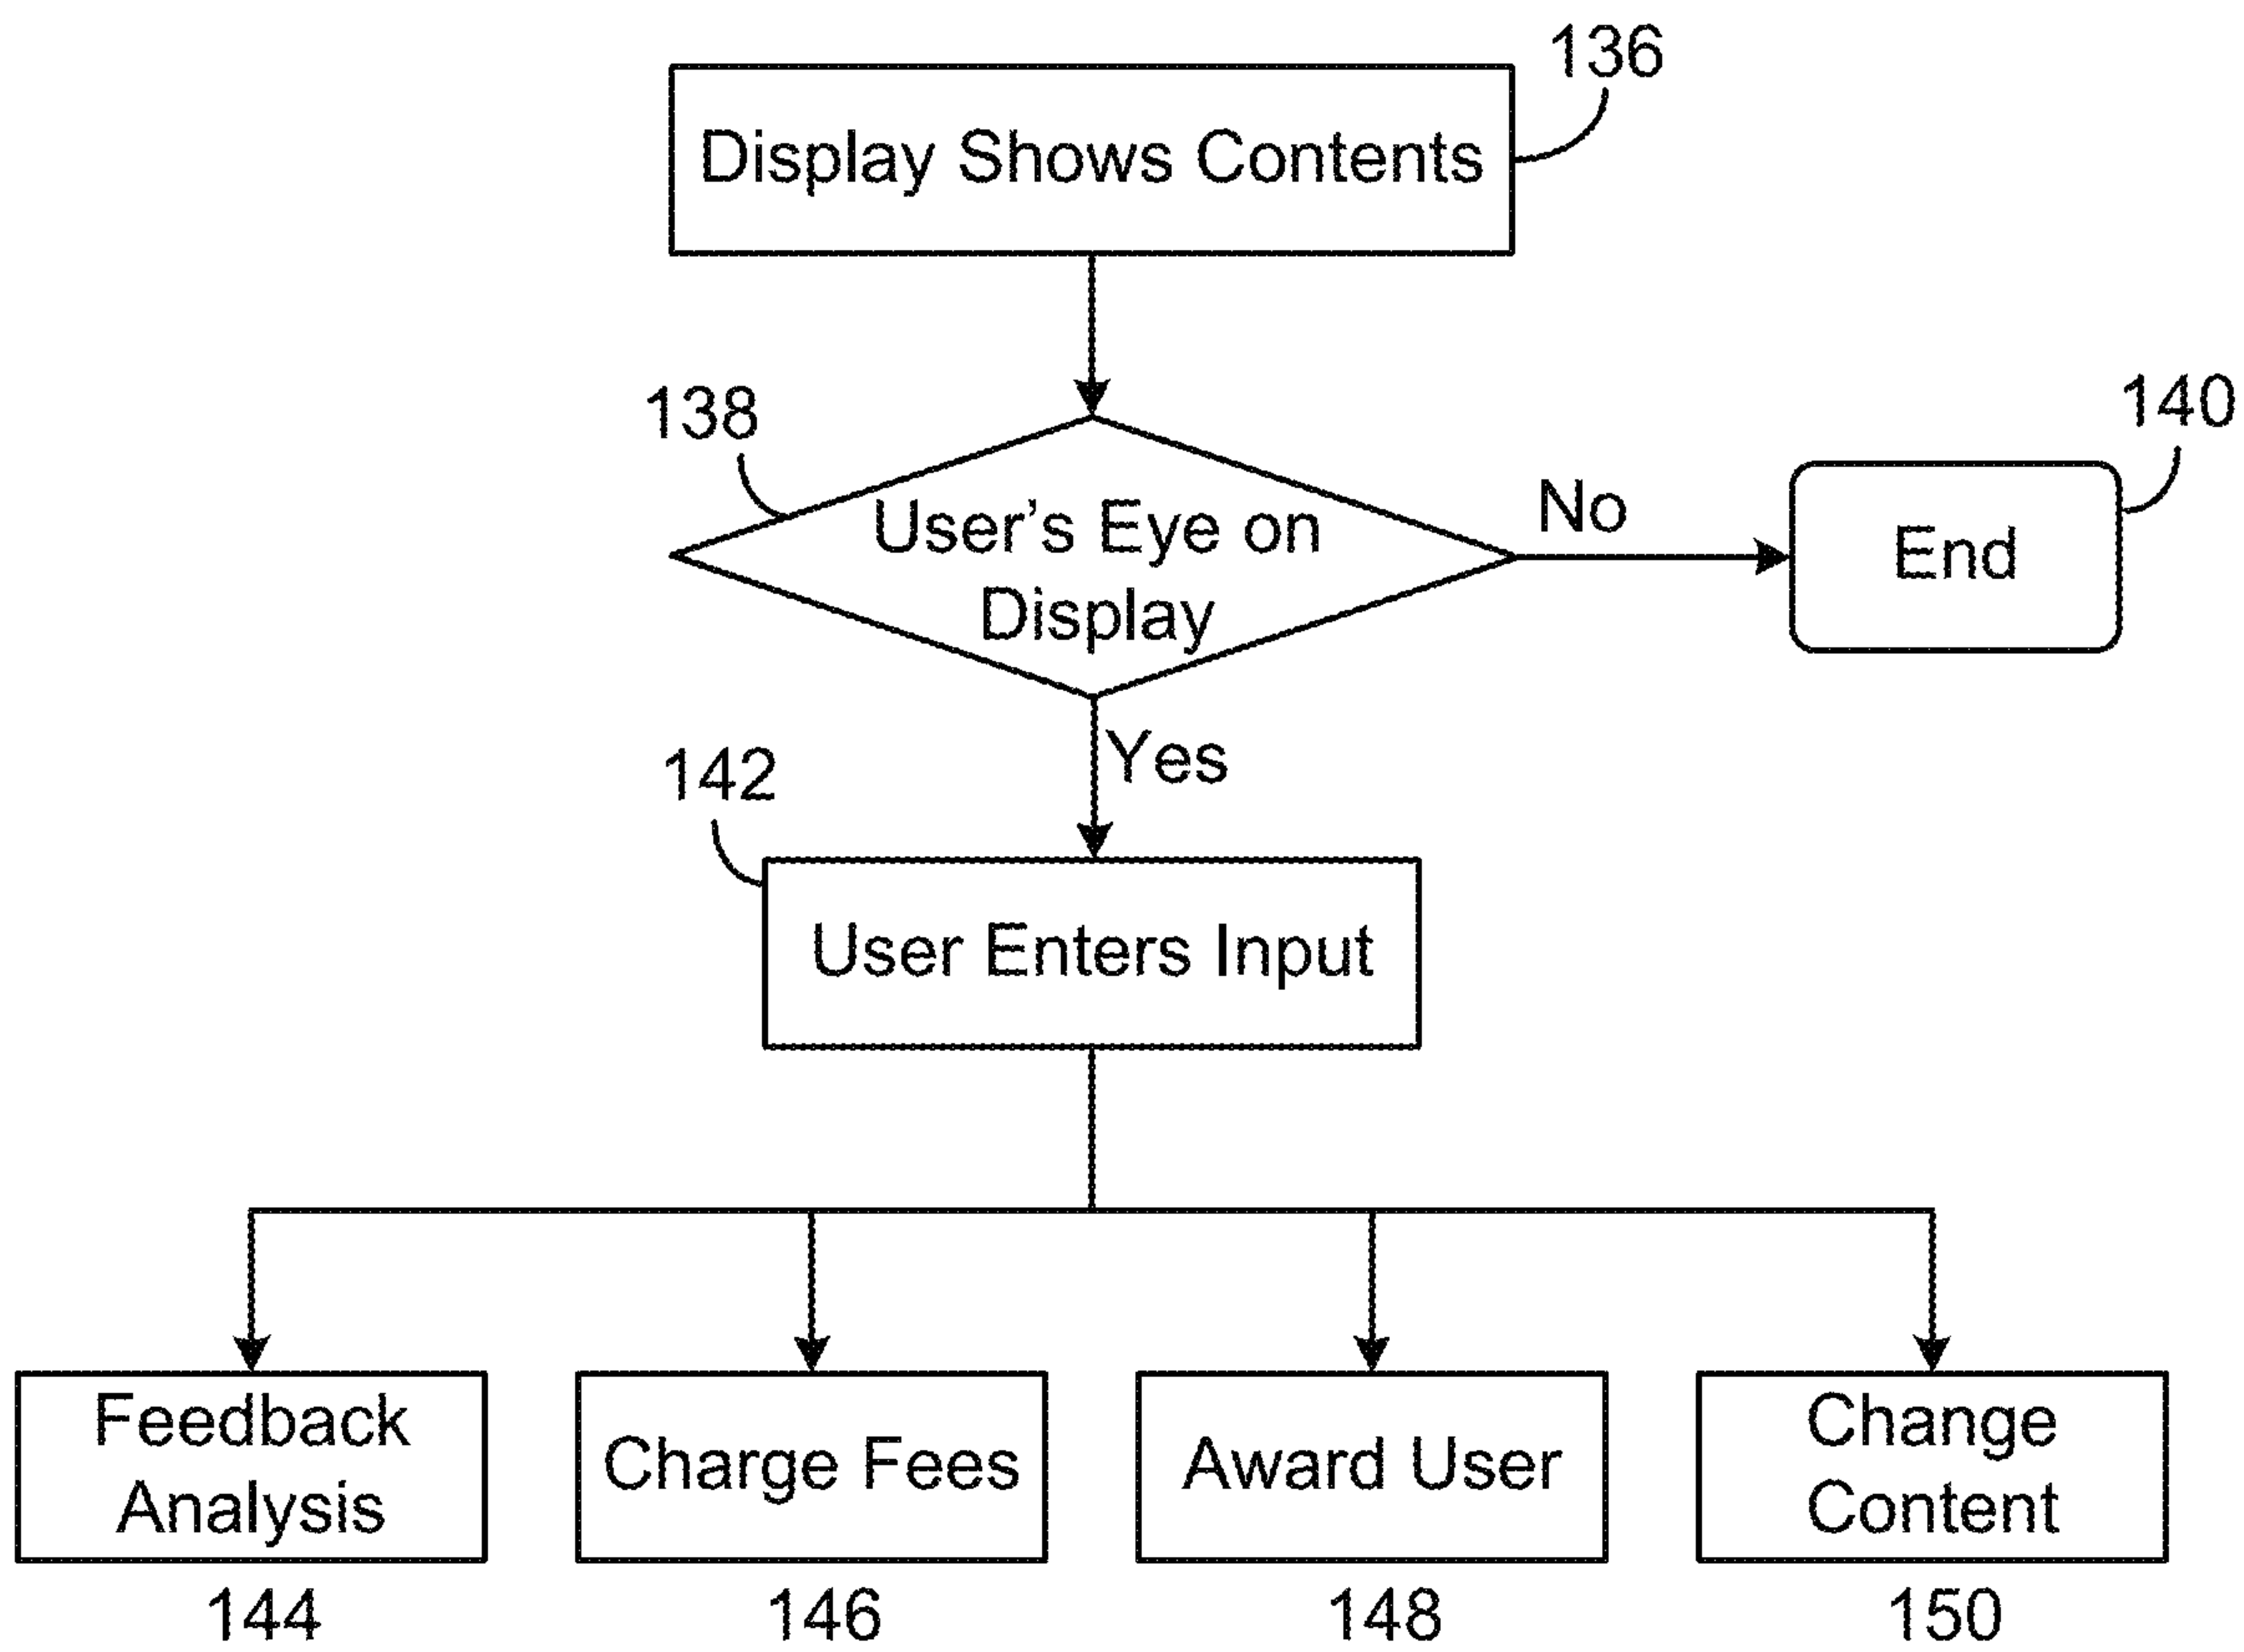 136
Display Shows Contents
138
140
User's Eye on
Display
No
End
Yes
142
User Enters Input
Feedback
Analysis
Charge Fees
Award User
Change
Content
144
146
148
150